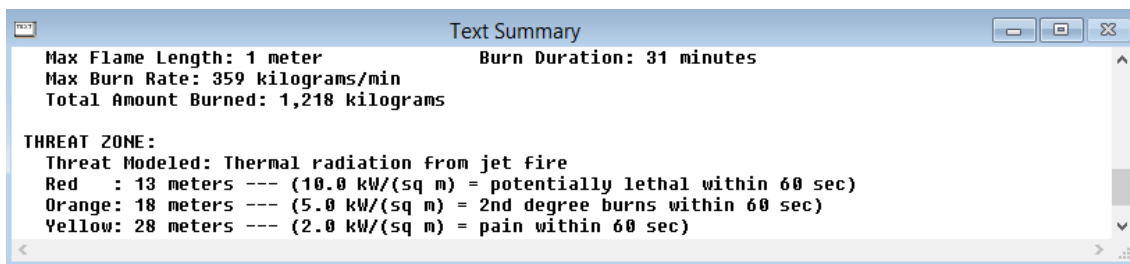 TEXT
Text Summary
Max Flame Length: 1 meter Burn Duration: 31 minutes
Max Burn Rate: 359 kilograms/min
Total Amount Burned: 1,218 kilograms
THREAT ZONE:
Threat Modeled: Thermal radiation from jet fire
Red : 13 meters --- (10.0 kW/(sq m) = potentially lethal within 60 sec)
Orange: 18 meters --- (5.0 kW/(sq m) = 2nd degree burns within 60 sec)
Yellow: 28 meters --- (2.0 kW/(sq m) = pain within 60 sec)